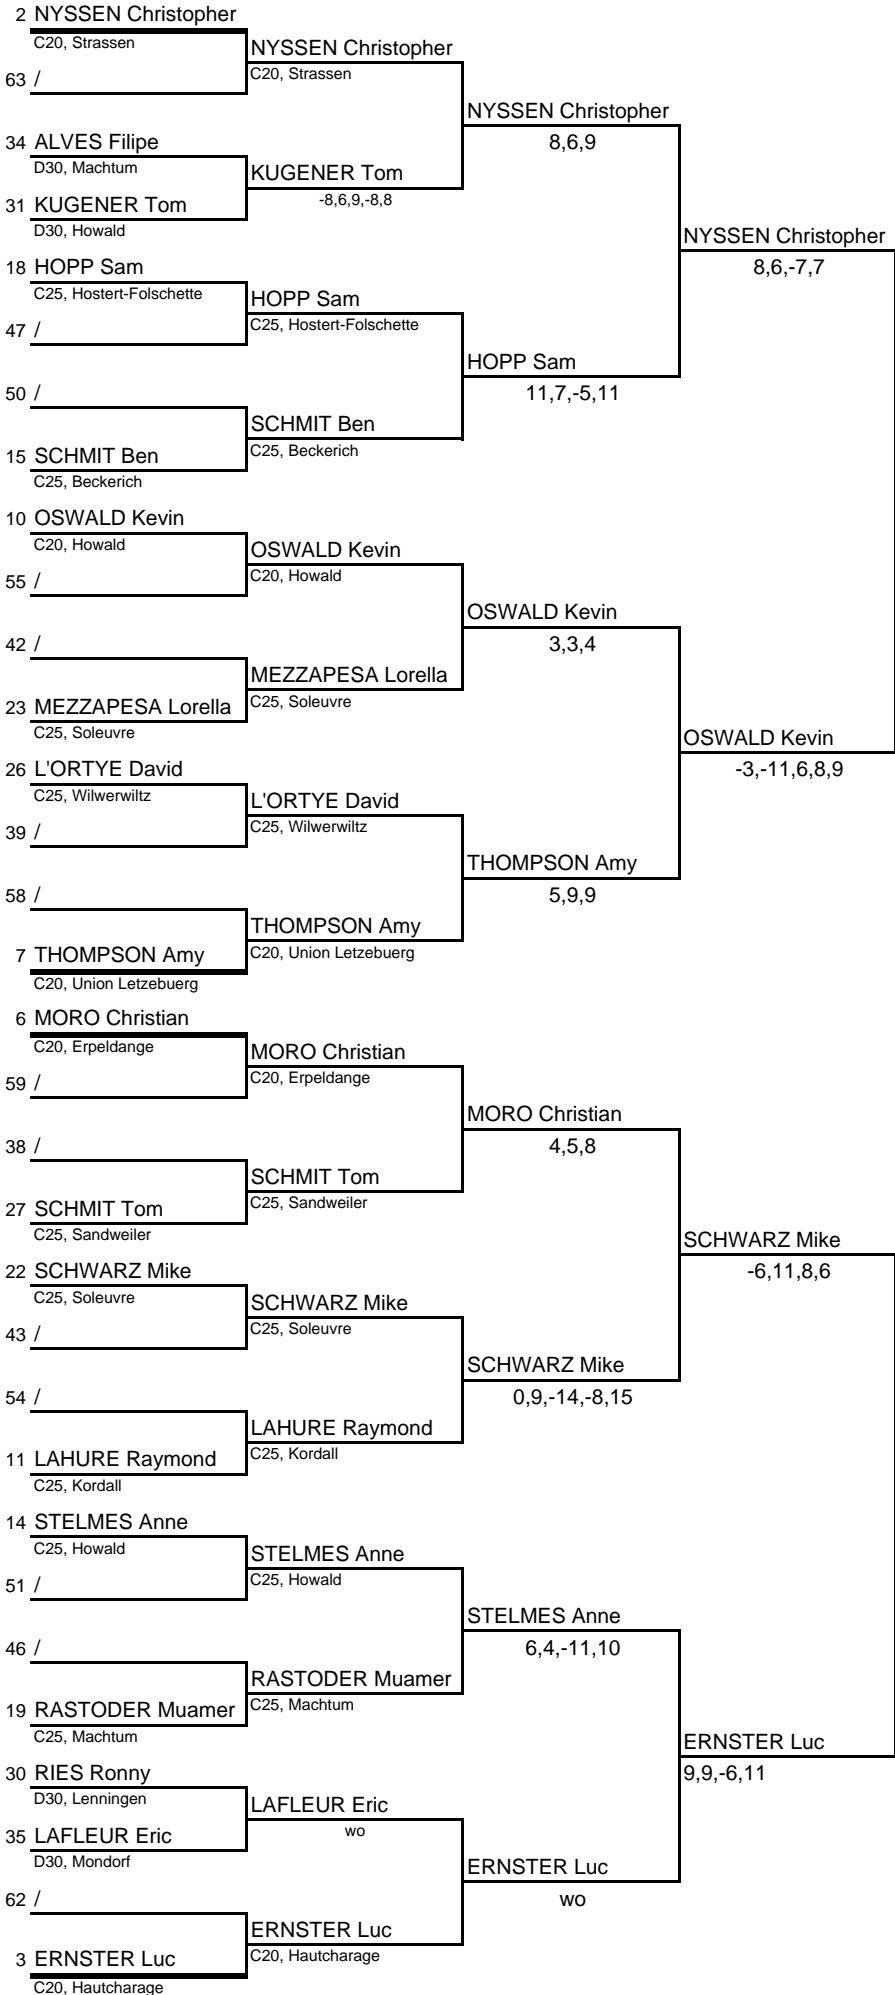 2 NYSSEN Christopher
C20, Strassen
NYSSEN Christopher
C20, Strassen
63 /
NYSSEN Christopher
8,6,9
34 ALVES Filipe
D30, Machtum
KUGENER Tom
-8,6,9,-8,8
31 KUGENER Tom
D30, Howald
NYSSEN Christopher
8,6,-7,7
18 HOPP Sam
C25, Hostert-Folschette
HOPP Sam
C25, Hostert-Folschette
47 /
HOPP Sam
11,7,-5,11
50 /
SCHMIT Ben
C25, Beckerich
15 SCHMIT Ben
C25, Beckerich
10 OSWALD Kevin
C20, Howald
OSWALD Kevin
C20, Howald
55 /
OSWALD Kevin
3,3,4
42 /
MEZZAPESA Lorella
C25, Soleuvre
23 MEZZAPESA Lorella
C25, Soleuvre
OSWALD Kevin
-3,-11,6,8,9
26 L'ORTYE David
C25, Wilwerwiltz
L'ORTYE David
C25, Wilwerwiltz
39 /
THOMPSON Amy
5,9,9
58 /
THOMPSON Amy
C20, Union Letzebuerg
7 THOMPSON Amy
C20, Union Letzebuerg
6 MORO Christian
C20, Erpeldange
MORO Christian
C20, Erpeldange
59 /
MORO Christian
4,5,8
38 /
SCHMIT Tom
C25, Sandweiler
27 SCHMIT Tom
C25, Sandweiler
SCHWARZ Mike
-6,11,8,6
22 SCHWARZ Mike
C25, Soleuvre
SCHWARZ Mike
C25, Soleuvre
43 /
SCHWARZ Mike
0,9,-14,-8,15
54 /
LAHURE Raymond
C25, Kordall
11 LAHURE Raymond
C25, Kordall
14 STELMES Anne
C25, Howald
STELMES Anne
C25, Howald
51 /
STELMES Anne
6,4,-11,10
46 /
RASTODER Muamer
C25, Machtum
19 RASTODER Muamer
C25, Machtum
ERNSTER Luc
9,9,-6,11
30 RIES Ronny
D30, Lenningen
LAFLEUR Eric
wo
35 LAFLEUR Eric
D30, Mondorf
ERNSTER Luc
wo
62 /
ERNSTER Luc
C20, Hautcharage
3 ERNSTER Luc
C20, Hautcharage